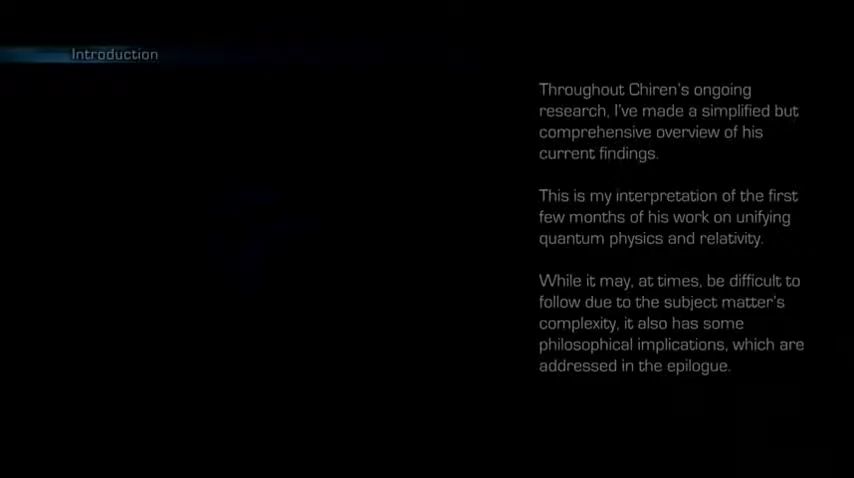 Introduction
Throughout Chiren's ongoing
research, I've made a simplified but
comprehensive overview of his
current findings.
This is my interpretation of the first
few months of his work on unifying
quantum physics and relativity.
While it may, at times, be difficult to
follow due to the subject matter's
complexity, it also has some
philosophical implications, which are
addressed in the epilogue.